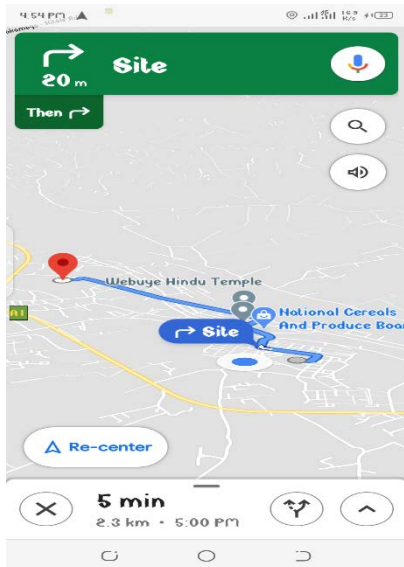 4:54 PM
20 m
Site
Then
Webuye Hindu Temple
National Cereals
And Produce Boar
A1
Site
Re-center
5 min
2.3 km • 5:00 PM